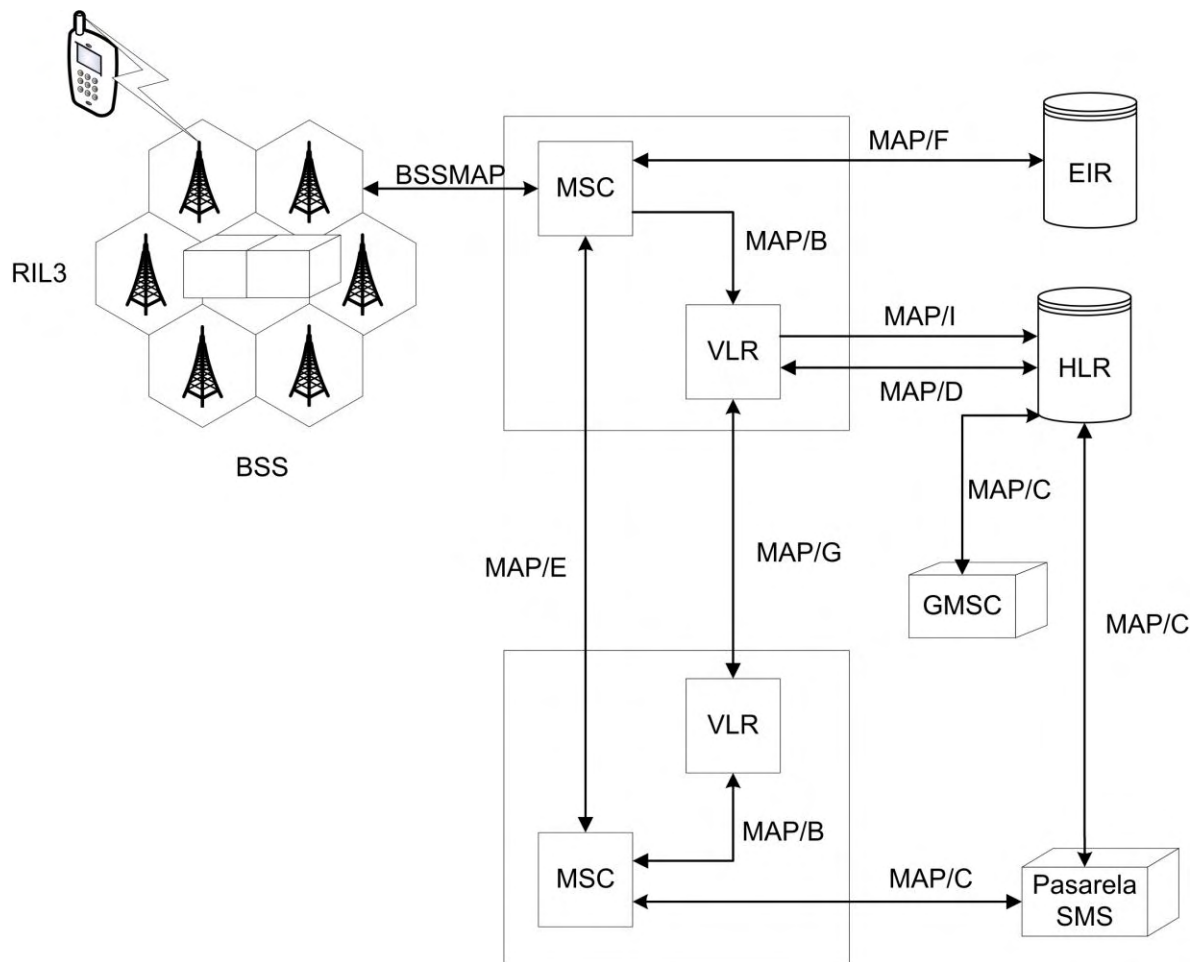 MAP/F
EIR
BSSMAP
MSC
MAP/B
RIL3
MAP/I
VLR
HLR
MAP/D
BSS
MAP/C
MAP/E
MAP/G
GMSC
MAP/C
VLR
MAP/B
MSC
MAP/C
Pasarela
SMS